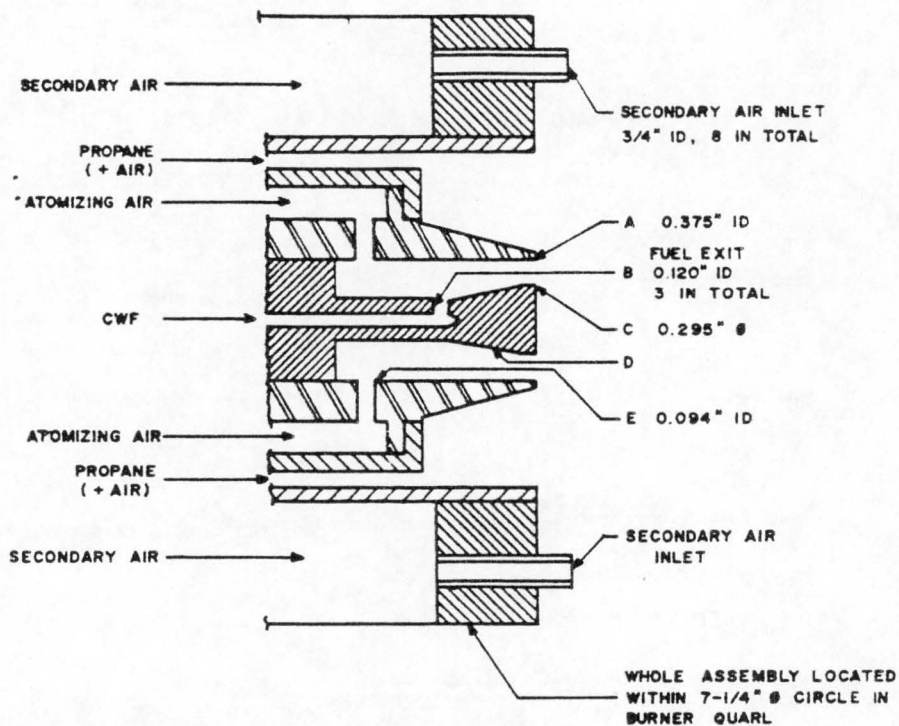 SECONDARY AIR
SECONDARY AIR INLET
3/4" ID, 8 IN TOTAL
PROPANE
(+ AIR)
ATOMIZING AIR
A 0.375" ID
FUEL EXIT
B 0.120" ID
3 IN TOTAL
CWF
C 0.295" ø
D
E 0.094" ID
ATOMIZING AIR
PROPANE
(+ AIR)
SECONDARY AIR
INLET
SECONDARY AIR
WHOLE ASSEMBLY LOCATED
WITHIN 7-1/4" ø CIRCLE IN
BURNER QUARL